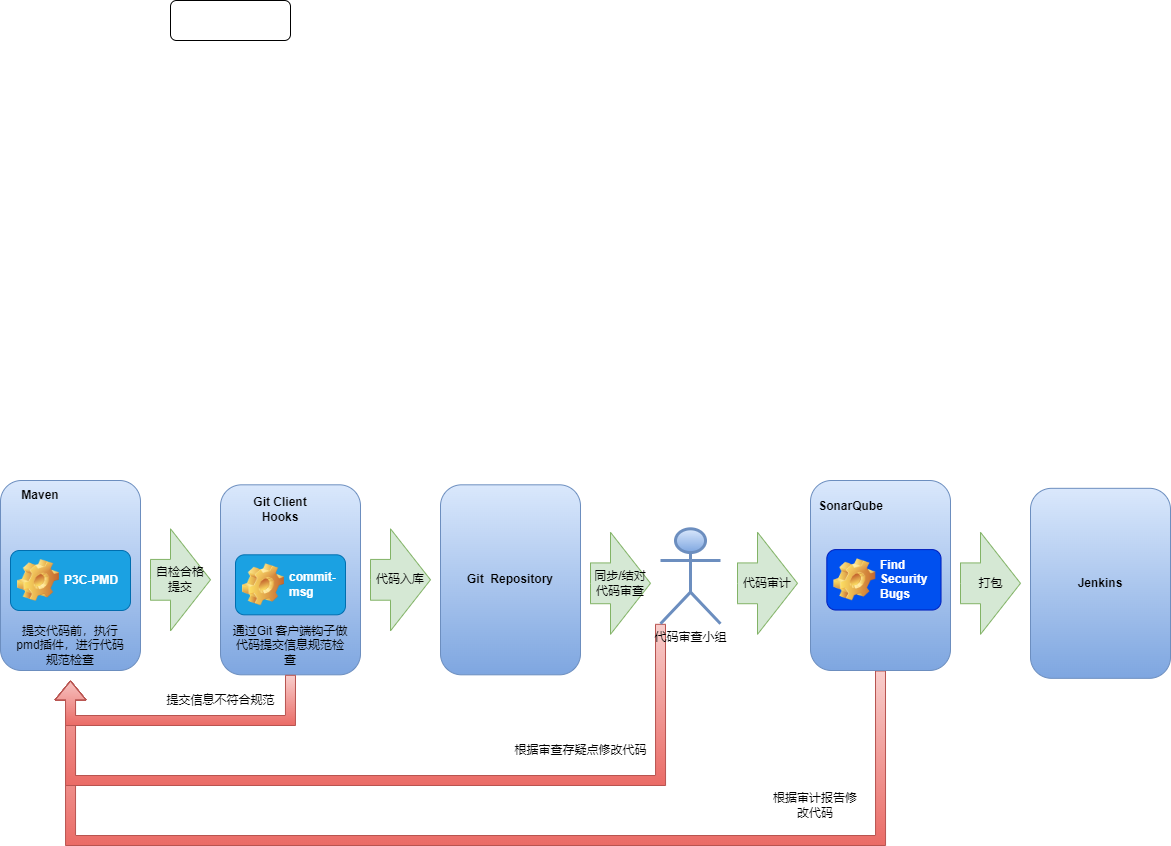 Maven
P3C-PMD
提交代码前，执行
pmd插件，进行代码
规范检查
自检合格
提交
Git Client
Hooks
commit-
msg
通过Git 客户端钩子做
代码提交信息规范检
查
代码入库
Git  Repository
同步/结对
代码审查
代码审查小组
代码审计
SonarQube
Find
Security
Bugs
打包
Jenkins
提交信息不符合规范
根据审查存疑点修改代码
根据审计报告修
改代码